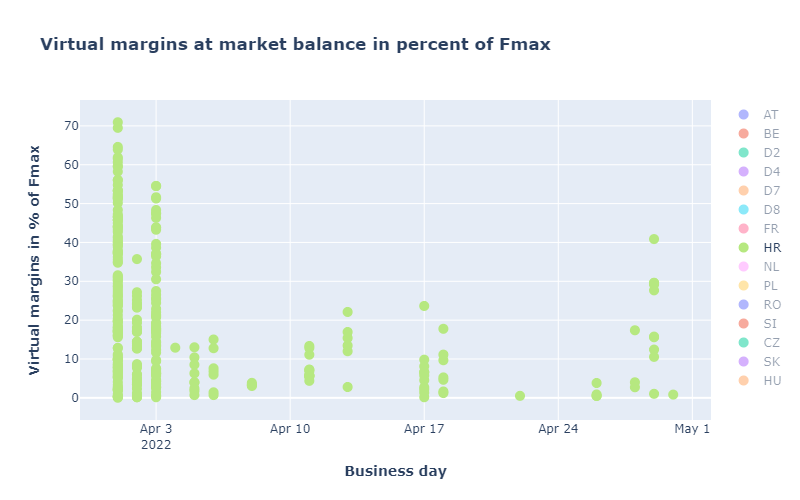 Virtual margins at market balance in percent of Fmax
Virtual margins in % of Fmax
70
60
50
40
30
20
10
0
Apr 3
2022
Apr 10
Apr 17
Apr 24
May 1
Business day
AT
BE
D2
D4
D7
D8
FR
HR
NL
PL
RO
SI
CZ
SK
HU